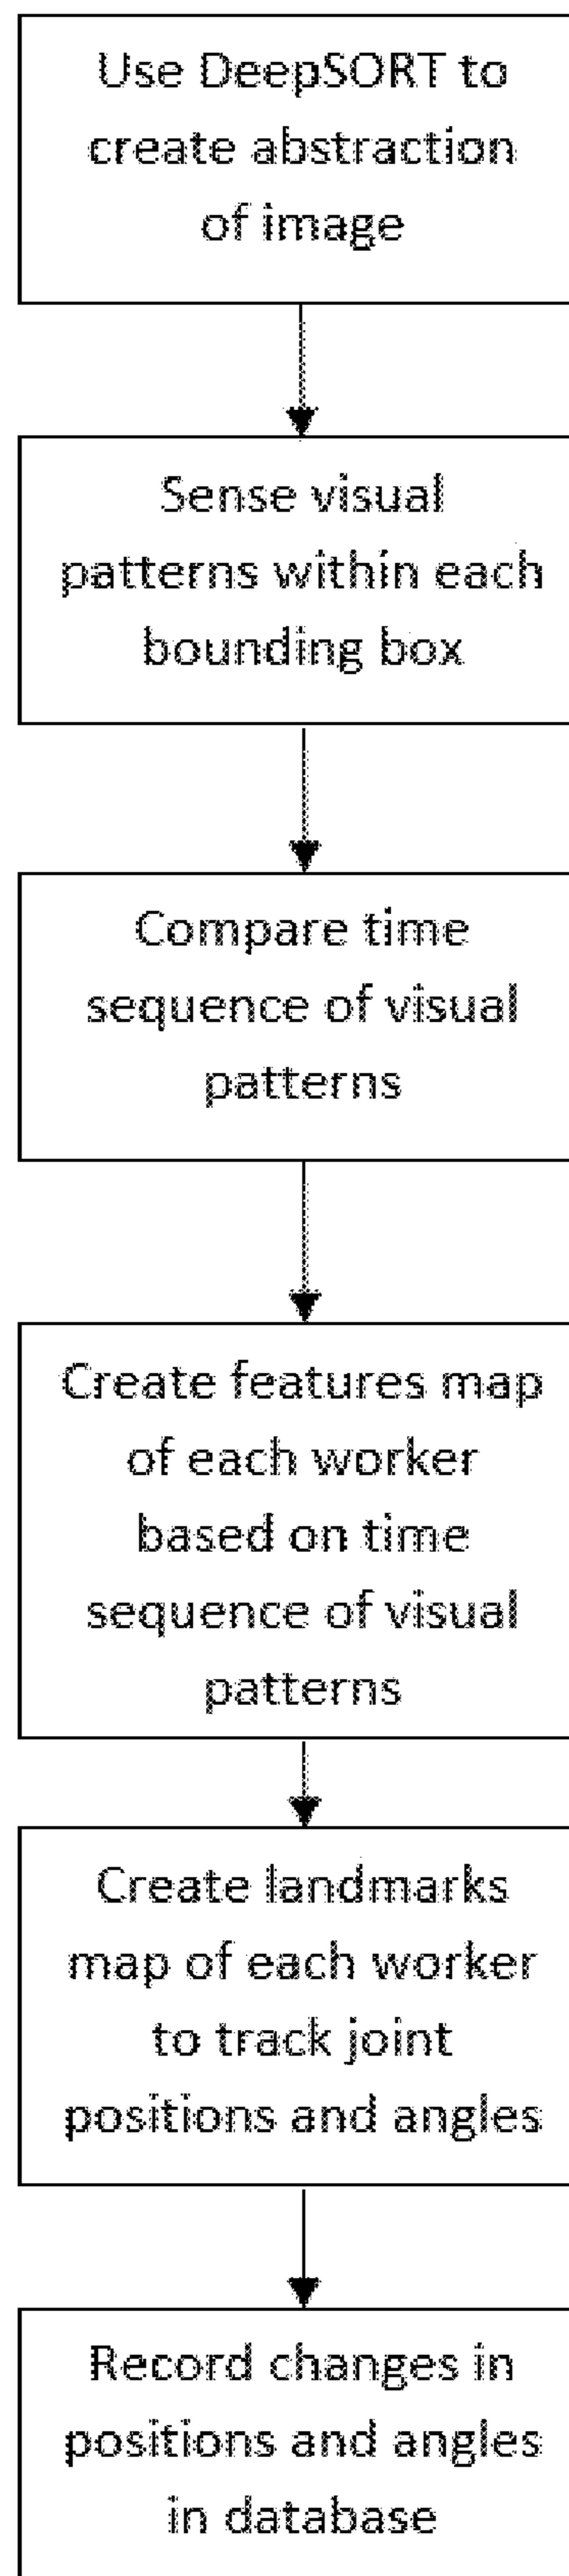 Use DeepSORT to
create abstraction
of image
Sense visual
patterns within each
bounding box
Compare time
sequence of visual
patterns
Create features map
of each worker
based on time
sequence of visual
patterns
Create landmarks
map of each worker
to track joint
positions and angles
Record changes in
positions and angles
in database